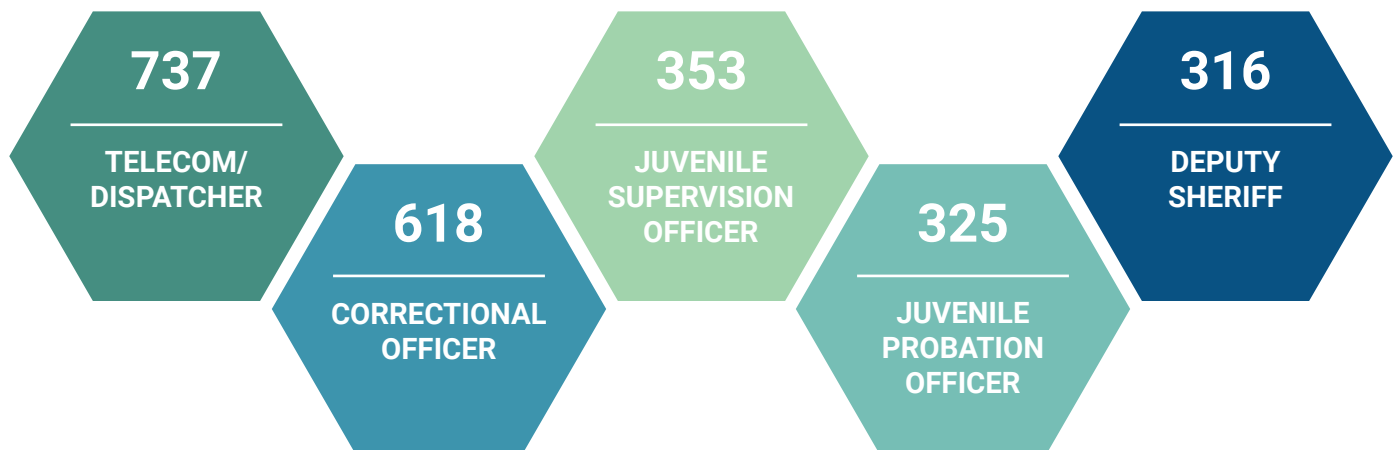 737
TELECOM/
DISPATCHER
618
CORRECTIONAL
OFFICER
353
JUVENILE
SUPERVISION
OFFICER
325
JUVENILE
PROBATION
OFFICER
316
DEPUTY
SHERIFF